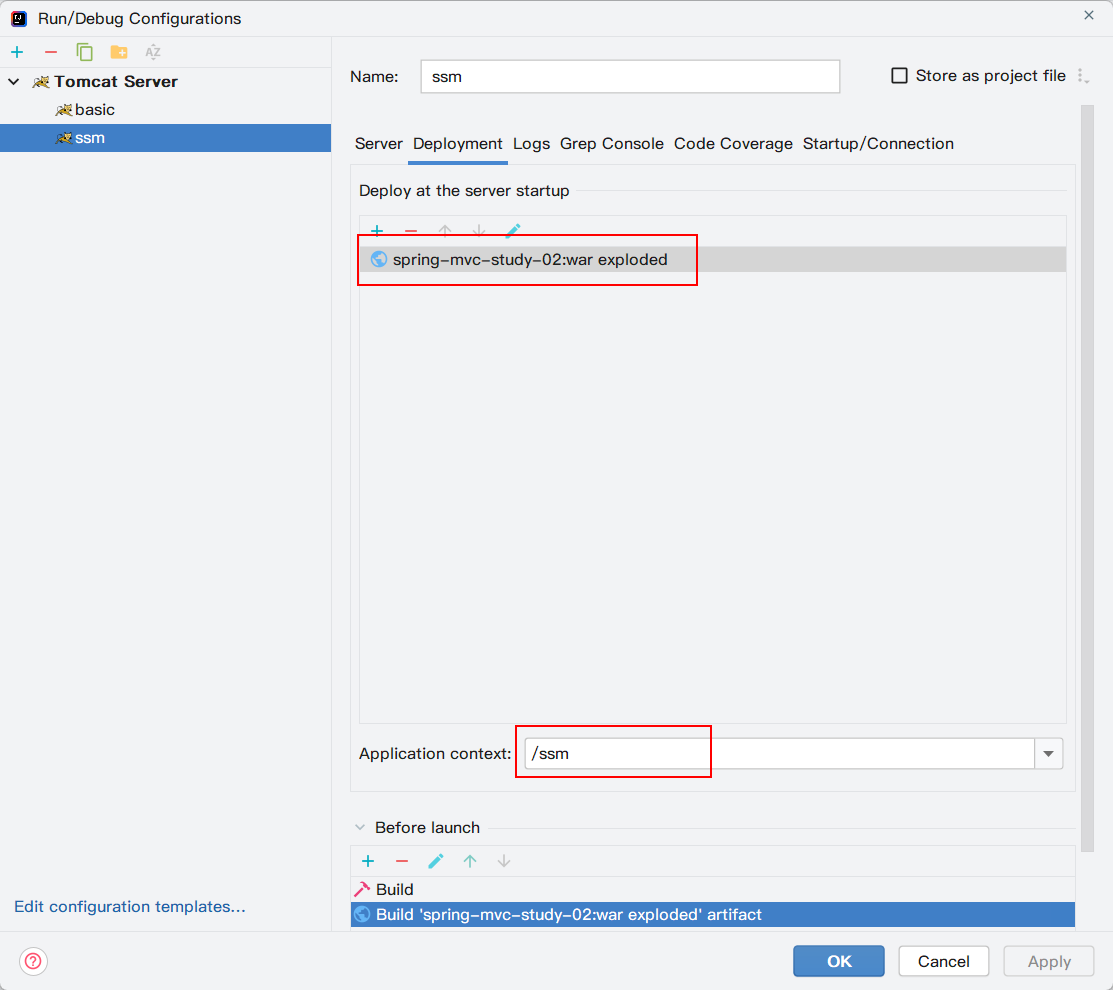 Run/Debug Configurations
Tomcat Server
basic
ssm
Edit configuration templates...
Name: ssm
Store as project file
Server Deployment Logs Grep Console Code Coverage Startup/Connection
Deploy at the server startup
spring-mvc-study-02:war exploded
Application context: /ssm
Before launch
Build
Build 'spring-mvc-study-02:war exploded' artifact
? OK Cancel Apply